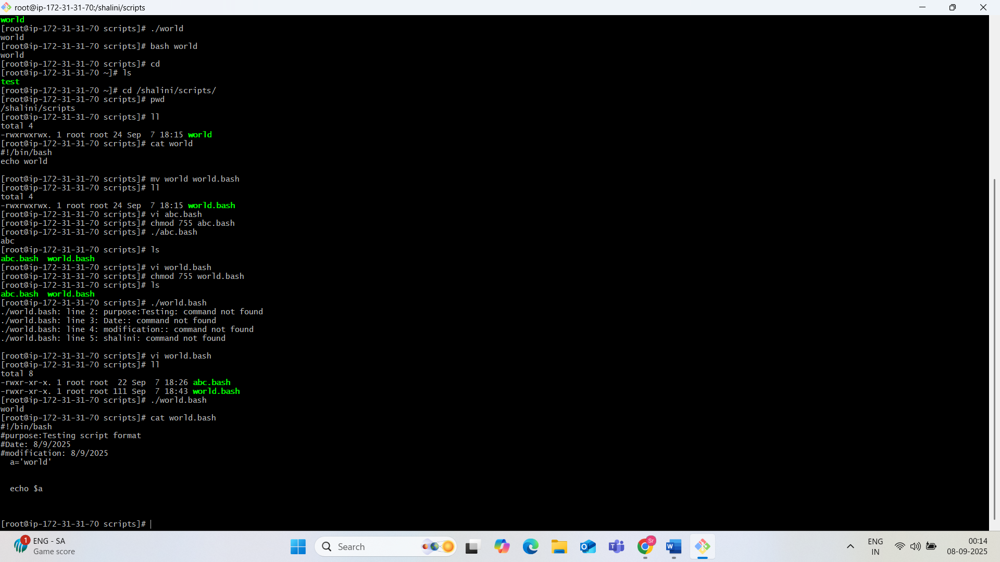 root@ip-172-31-31-70:/shalini/scripts
world
[root@ip-172-31-31-70 scripts]# ./world
world
[root@ip-172-31-31-70 scripts]# bash world
world
[root@ip-172-31-31-70 scripts]# cd
[root@ip-172-31-31-70 ~]# ls
test
[root@ip-172-31-31-70 ~]# cd /shalini/scripts/
[root@ip-172-31-31-70 scripts]# pwd
/shalini/scripts
[root@ip-172-31-31-70 scripts]# ll
total 4
-rwxrwxrwx. 1 root root 24 Sep  7 18:15 world
[root@ip-172-31-31-70 scripts]# cat world
#!/bin/bash
echo world
[root@ip-172-31-31-70 scripts]# mv world world.bash
[root@ip-172-31-31-70 scripts]# ll
total 4
-rwxrwxrwx. 1 root root 24 Sep  7 18:15 world.bash
[root@ip-172-31-31-70 scripts]# vi abc.bash
[root@ip-172-31-31-70 scripts]# chmod 755 abc.bash
[root@ip-172-31-31-70 scripts]# ./abc.bash
abc
[root@ip-172-31-31-70 scripts]# ls
abc.bash  world.bash
[root@ip-172-31-31-70 scripts]# vi world.bash
[root@ip-172-31-31-70 scripts]# chmod 755 world.bash
[root@ip-172-31-31-70 scripts]# ls
abc.bash  world.bash
[root@ip-172-31-31-70 scripts]# ./world.bash
./world.bash: line 2: purpose:Testing: command not found
./world.bash: line 3: Date:: command not found
./world.bash: line 4: modification:: command not found
./world.bash: line 5: shalini: command not found
[root@ip-172-31-31-70 scripts]# vi world.bash
[root@ip-172-31-31-70 scripts]# ll
total 8
-rwxr-xr-x. 1 root root  22 Sep  7 18:26 abc.bash
-rwxr-xr-x. 1 root root 111 Sep  7 18:43 world.bash
[root@ip-172-31-31-70 scripts]# ./world.bash
world
[root@ip-172-31-31-70 scripts]# cat world.bash
#!/bin/bash
#purpose:Testing script format
#Date: 8/9/2025
#modification: 8/9/2025
  a='world'
  echo $a
[root@ip-172-31-31-70 scripts]#
1
ENG - SA
Game score
Search
Sr
ENG
IN
00:14
08-09-2025